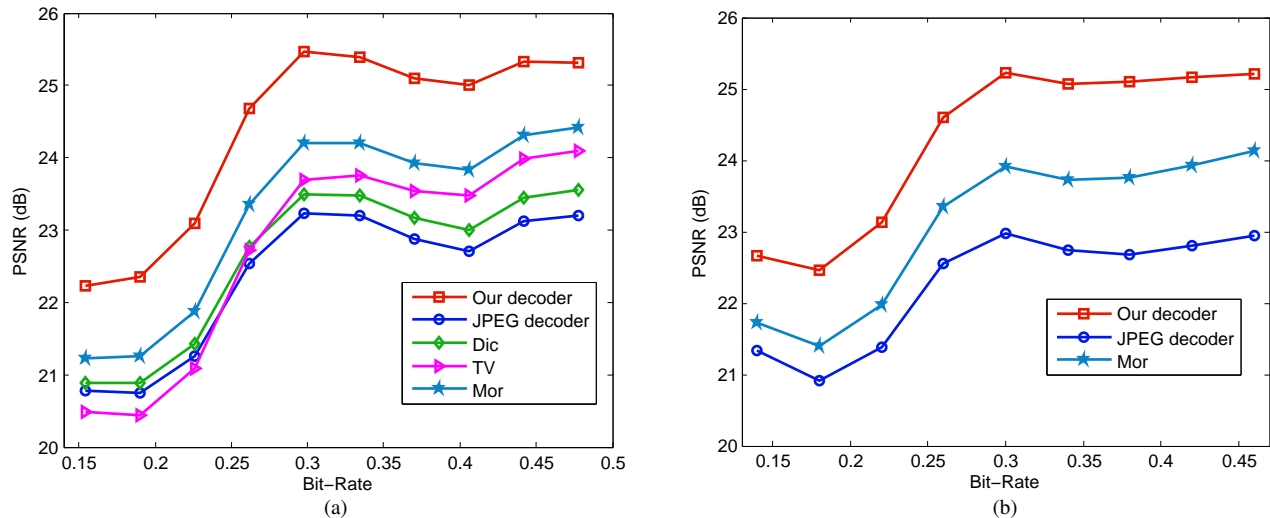 26
25
24
23
22
21
20
PSNR (dB)
0.15 0.2 0.25 0.3 0.35 0.4 0.45 0.5
Bit−Rate
Our decoder
JPEG decoder
Dic
TV
Mor
(a)
26
25
24
23
22
21
20
PSNR (dB)
0.15 0.2 0.25 0.3 0.35 0.4 0.45
Bit−Rate
Our decoder
JPEG decoder
Mor
(b)